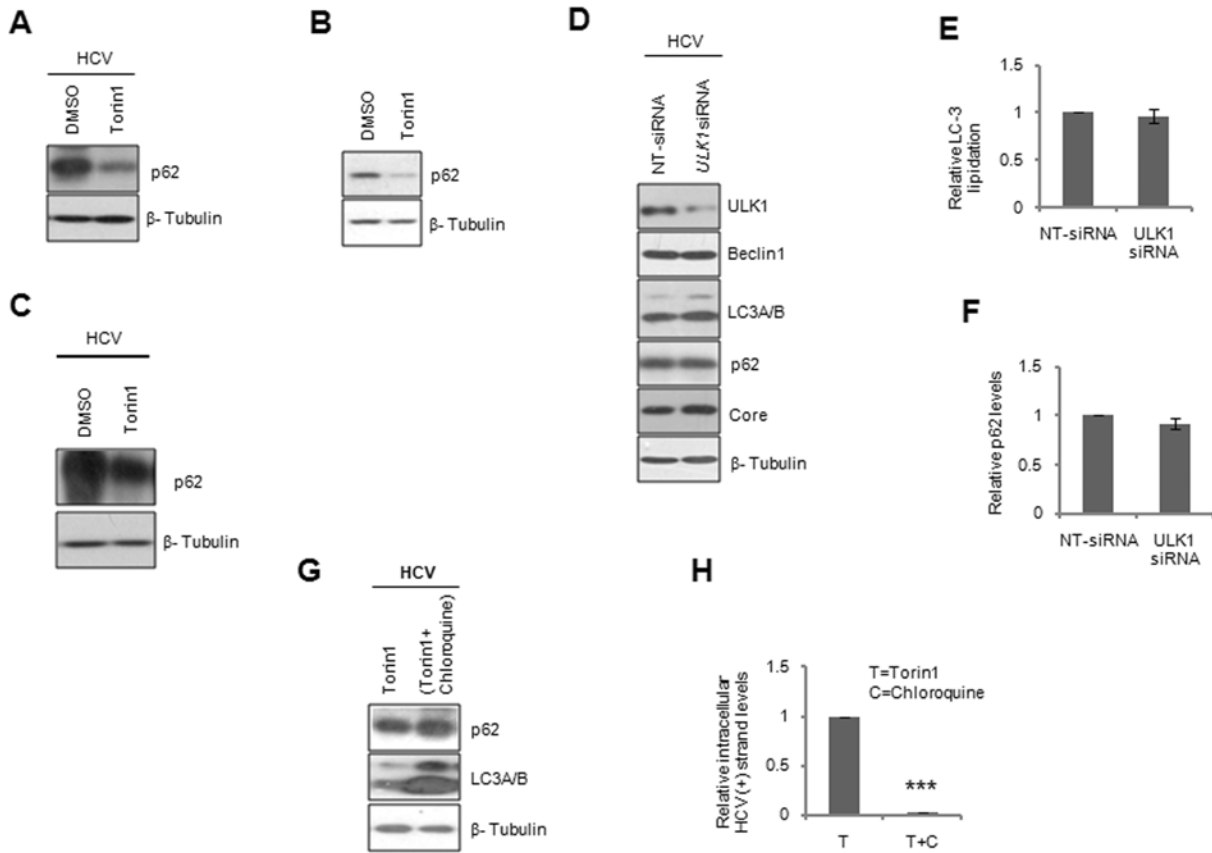 A
HCV
DMSO
Torin1
p62
β- Tubulin
B
DMSO
Torin1
p62
β- Tubulin
C
HCV
DMSO
Torin1
p62
β- Tubulin
D
HCV
NT-siRNA
ULK1siRNA
ULK1
Beclin1
LC3A/B
p62
Core
β- Tubulin
E
Relative LC-3
lipidation
1.5
1
0.5
0
NT-siRNA
ULK1
siRNA
F
Relative p62 levels
1.5
1
0.5
0
NT-siRNA
ULK1
siRNA
G
HCV
Torin1
(Torin1+
Chloroquine)
p62
LC3A/B
β- Tubulin
H
Relative intracellular
HCV (+) strand levels
1.5
1
0.5
0
T=Torin1
C=Chloroquine
***
T
T+C